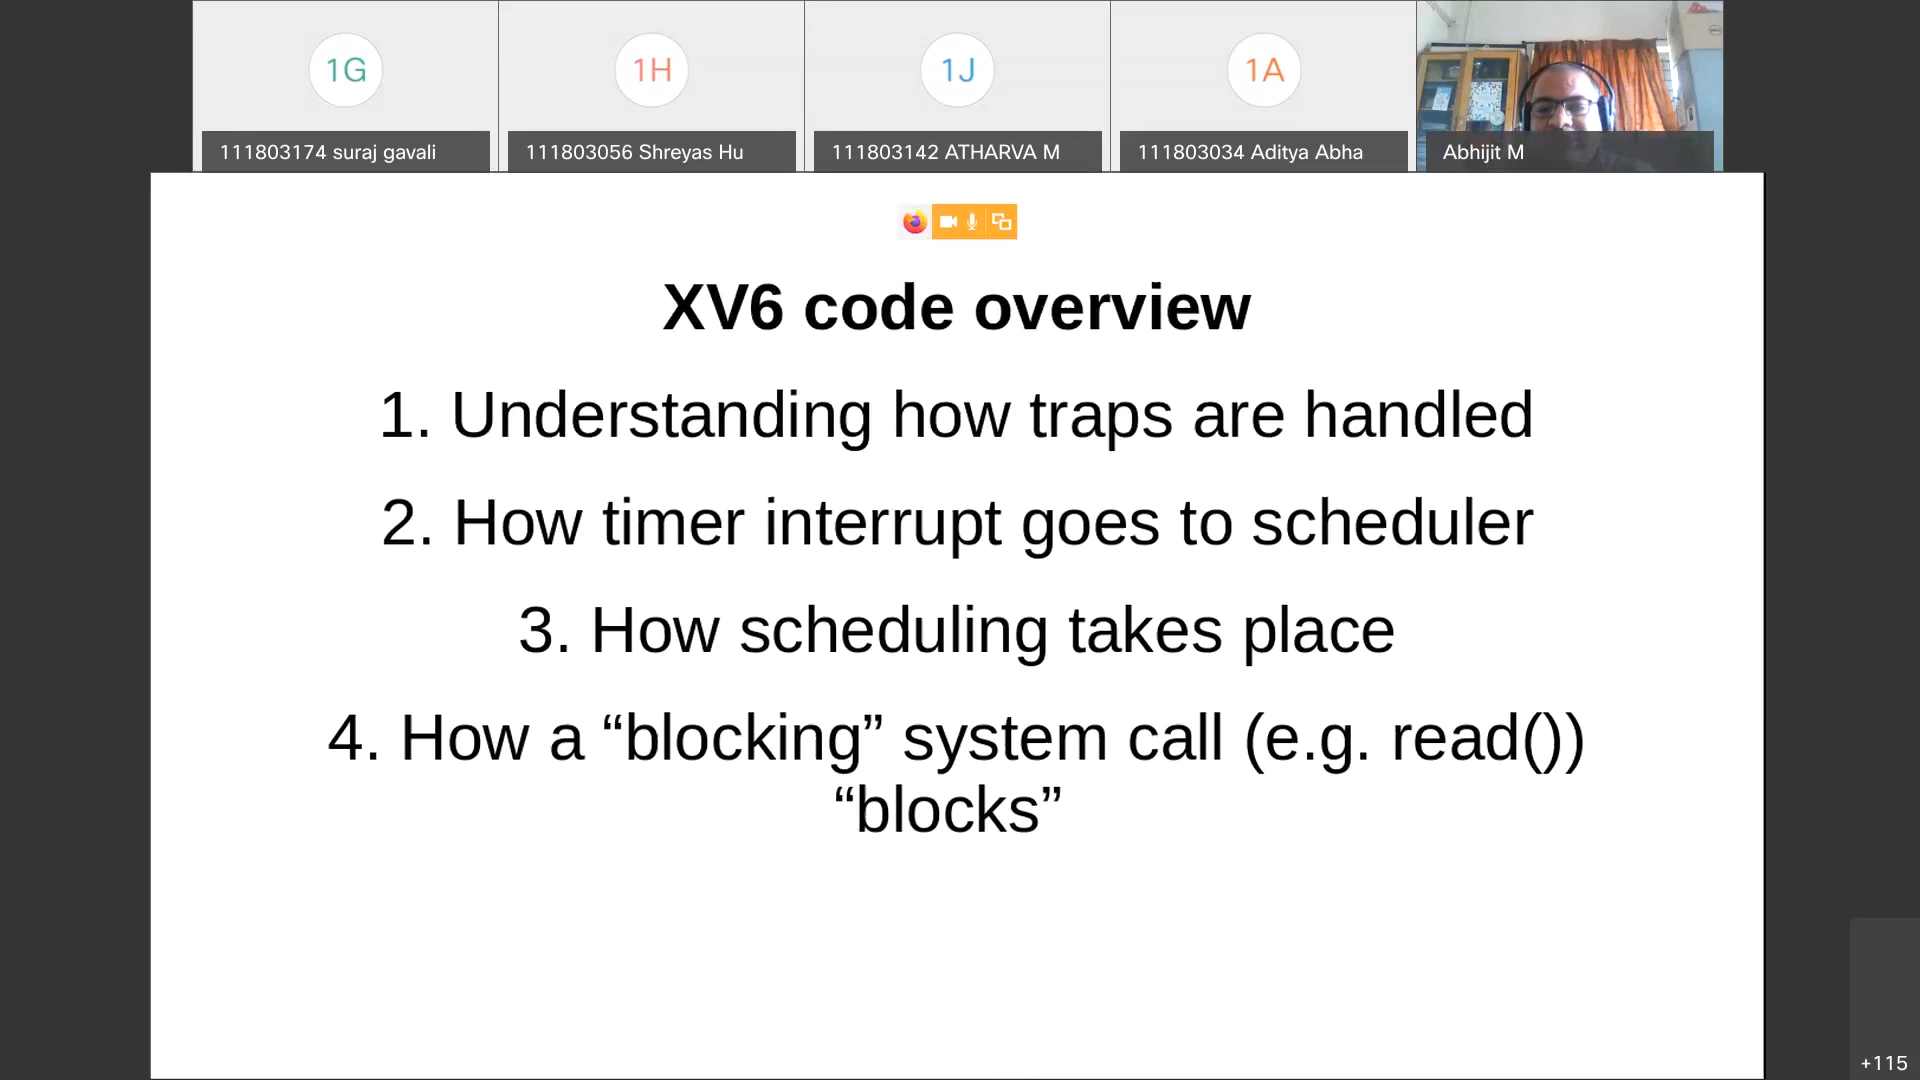 1G
1H
1J
1A
111803174 suraj gavali
111803056 Shreyas Hu
111803142 ATHARVA M
111803034 Aditya Abha
Abhijit M
XV6 code overview
1. Understanding how traps are handled
2. How timer interrupt goes to scheduler
3. How scheduling takes place
4. How a “blocking” system call (e.g. read())
“blocks”
+115